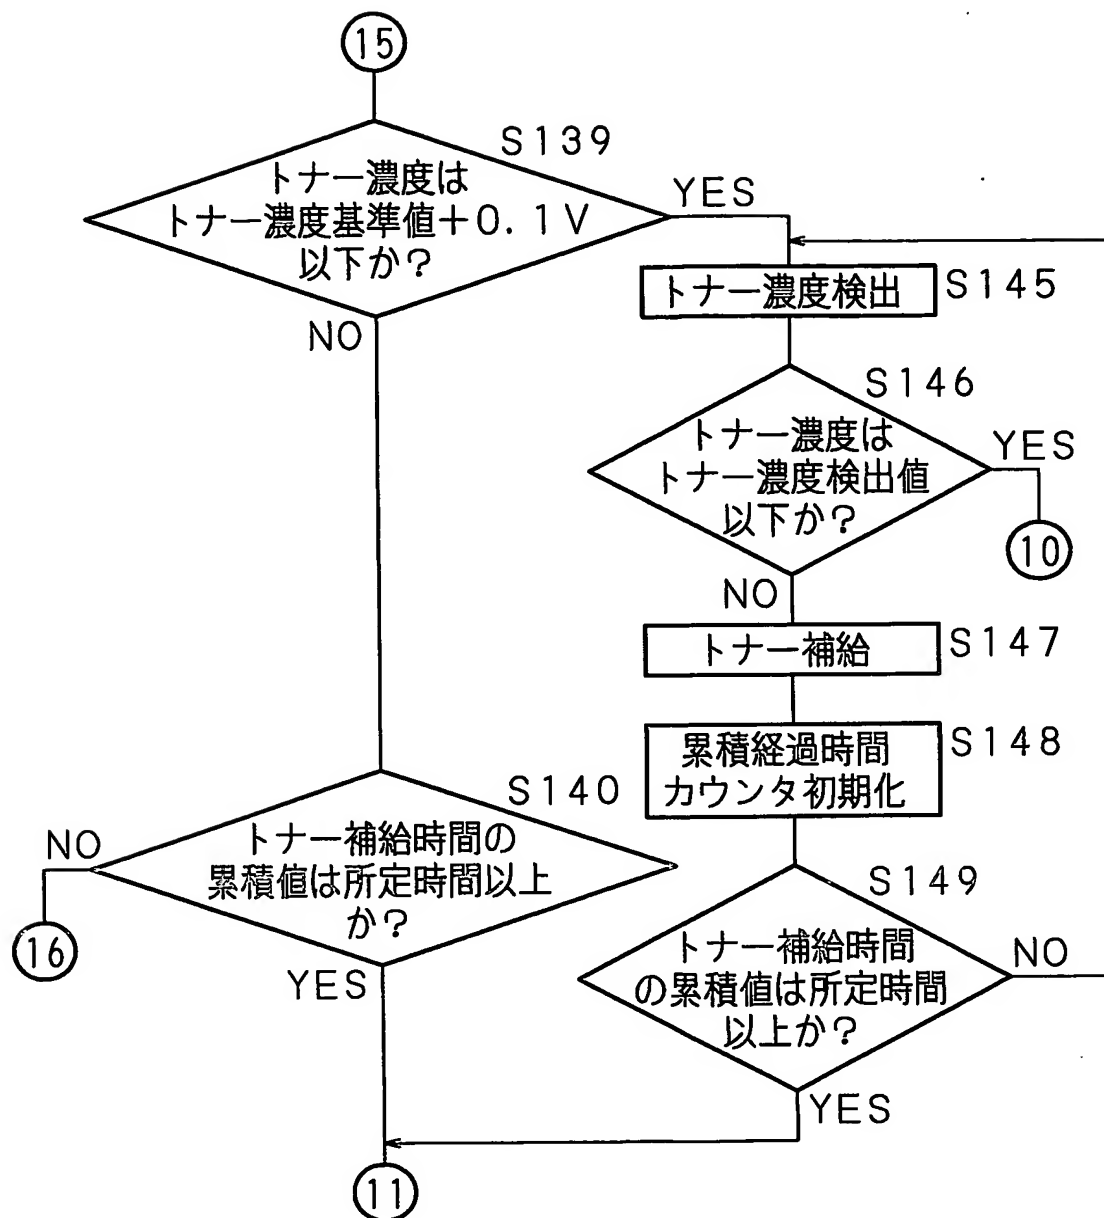 15
S139
トナー濃度は
トナー濃度基準値+0.1V
以下か?
YES
NO
トナー濃度検出
S145
S146
トナー濃度は
トナー濃度検出値
以下か?
YES
10
NO
トナー補給
S147
累積経過時間
カウンタ初期化
S148
S140
トナー補給時間の
累積値は所定時間以上
か?
NO
16
YES
S149
トナー補給時間
の累積値は所定時間
以上か?
NO
YES
11